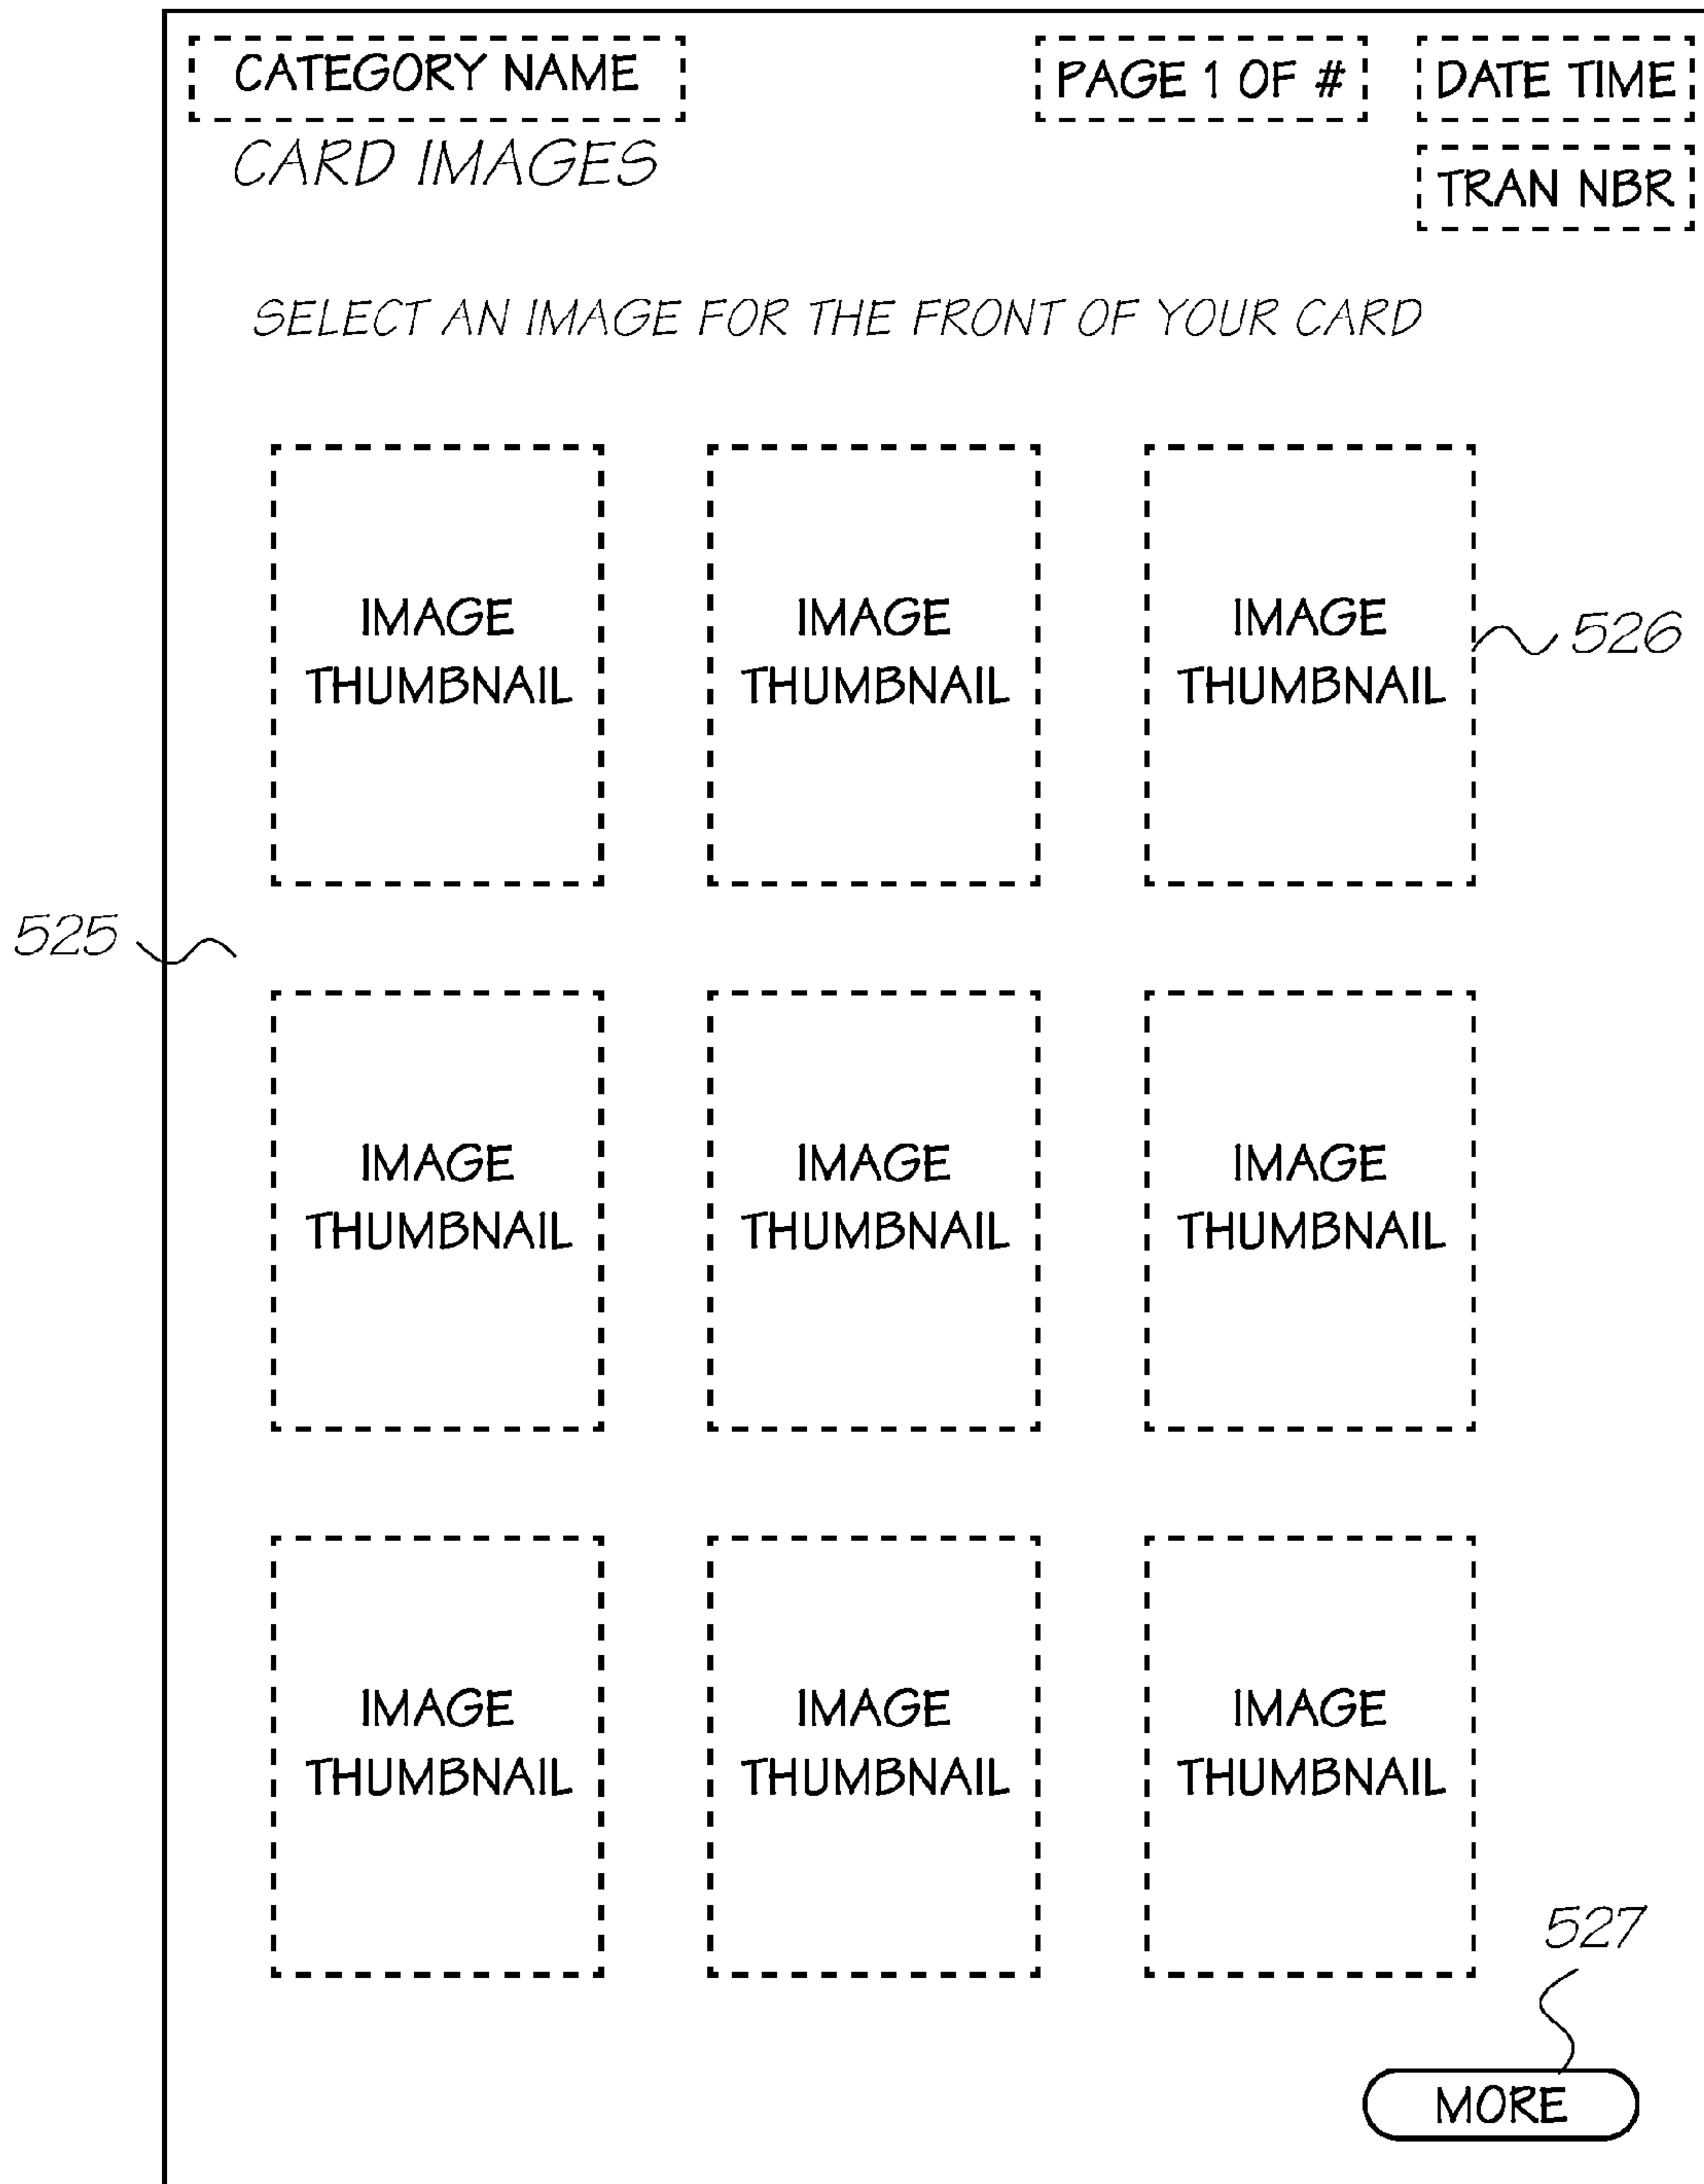 CATEGORY NAME PAGE 1 OF # DATE TIME
CARD IMAGES TRAN NBR
SELECT AN IMAGE FOR THE FRONT OF YOUR CARD
IMAGE IMAGE IMAGE
THUMBNAIL THUMBNAIL THUMBNAIL
526
525
IMAGE IMAGE IMAGE
THUMBNAIL THUMBNAIL THUMBNAIL
IMAGE IMAGE IMAGE
THUMBNAIL THUMBNAIL THUMBNAIL
527
MORE